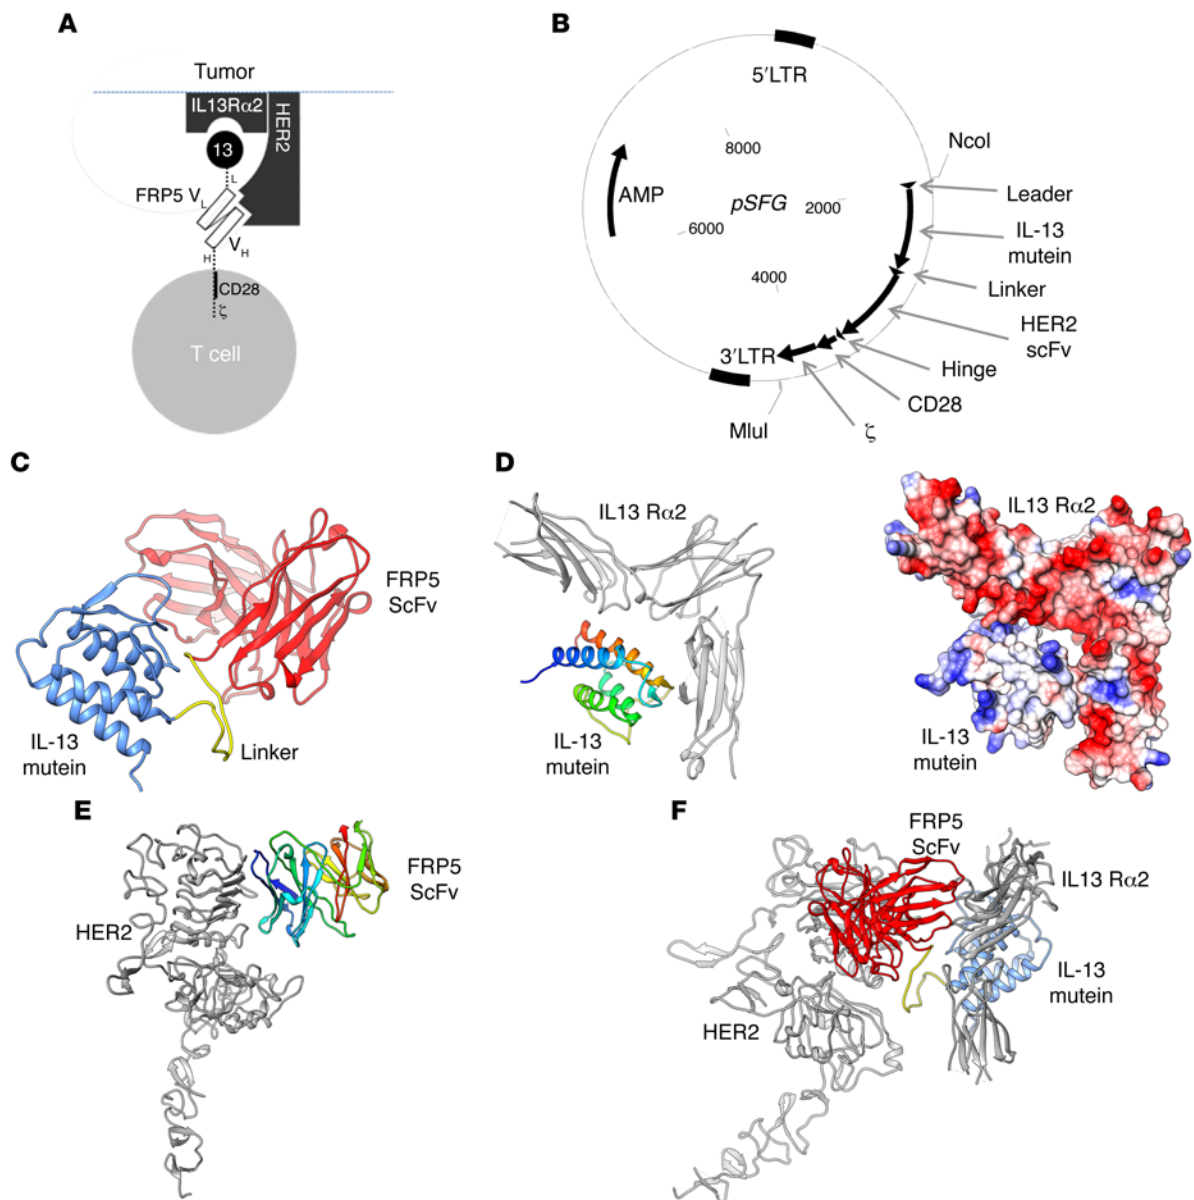 A
Tumor
IL13Rα2
HER2
13
L
FRP5 VL
VH
H
CD28
ζ
T cell
B
5′LTR
NcoI
8000
AMP
pSFG
2000
6000
4000
Leader
IL-13
mutein
Linker
HER2
scFv
Hinge
CD28
ζ
3′LTR
MluI
C
FRP5
ScFv
IL-13
mutein
Linker
D
IL13 Rα2
IL-13
mutein
IL13 Rα2
IL-13
mutein
E
HER2
FRP5
ScFv
F
FRP5
ScFv
IL13 Rα2
IL-13
mutein
HER2